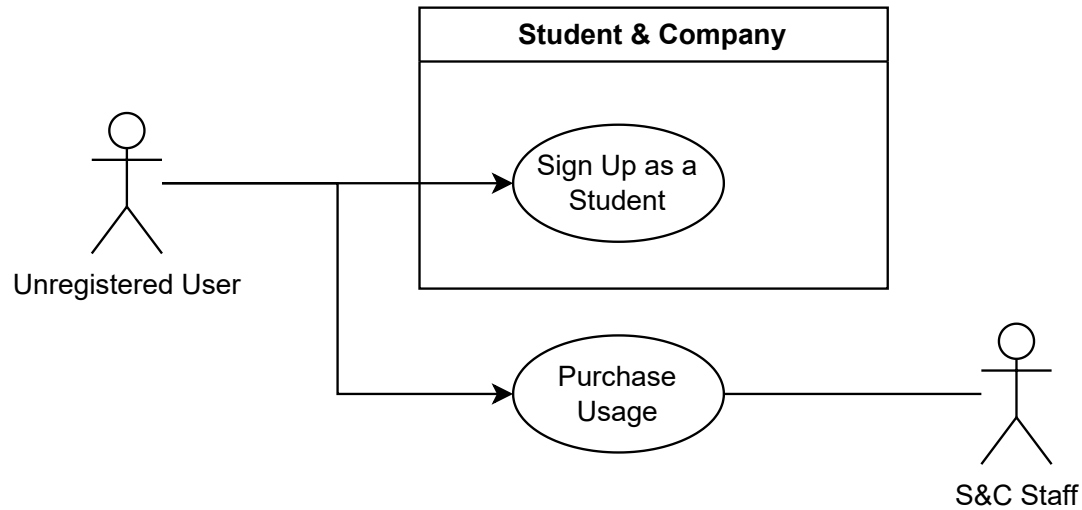 Student & Company
Sign Up as a
Student
Unregistered User
Purchase
Usage
S&C Staff